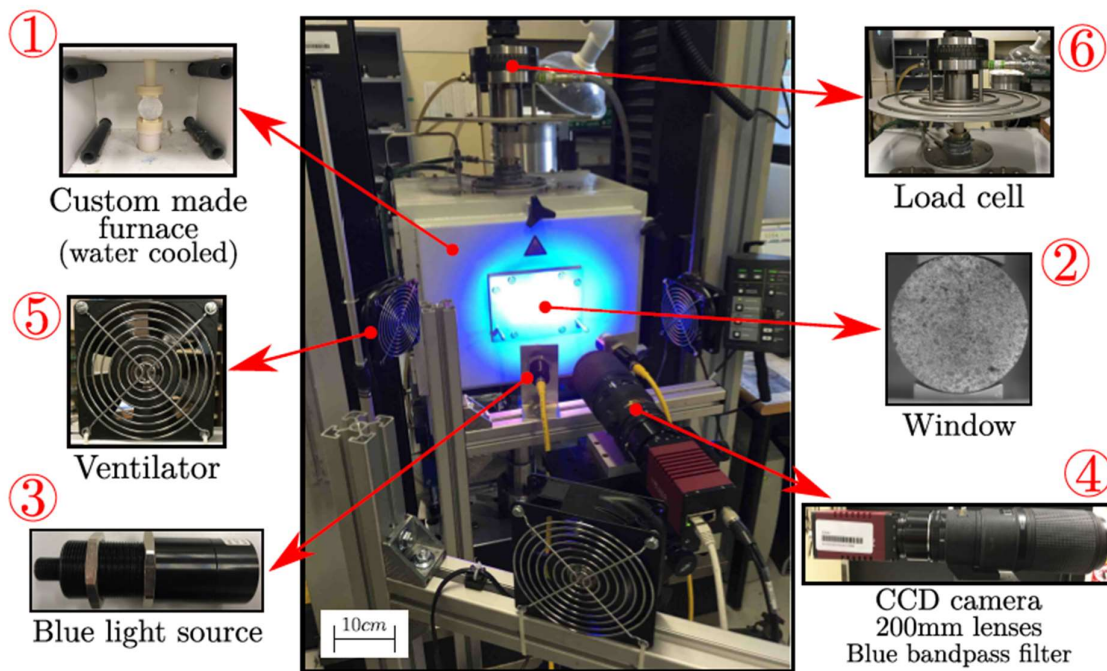 ①
Custom made
furnace
(water cooled)
⑤
Ventilator
③
Blue light source
10cm
⑥
Load cell
②
Window
④
CCD camera
200mm lenses
Blue bandpass filter